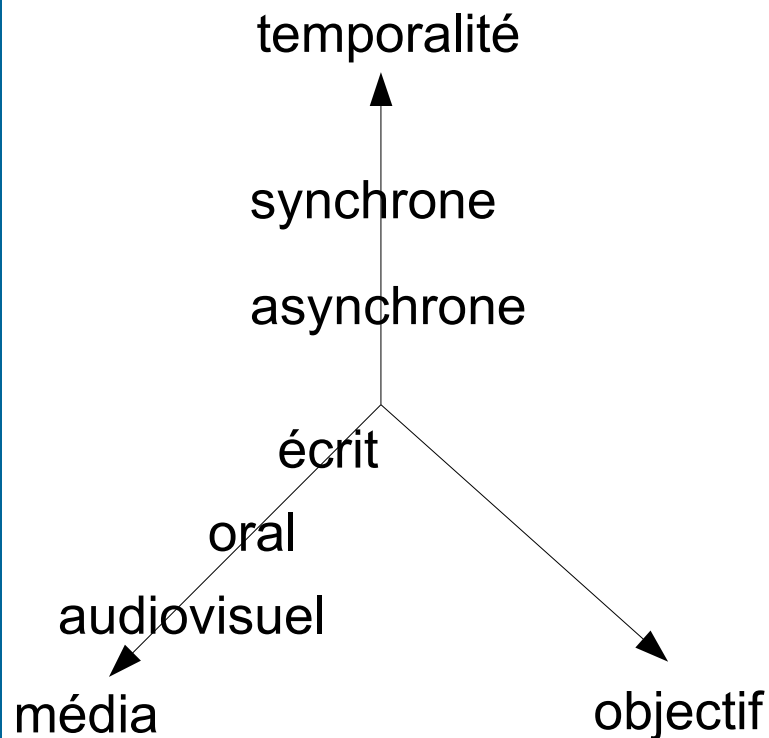 temporalité
synchrone
asynchrone
écrit
oral
audiovisuel
média
objectif